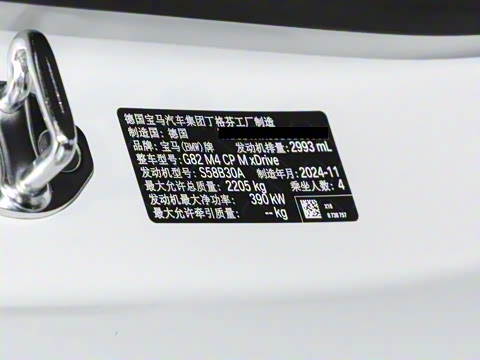 德国宝马汽车集团丁格芬工厂制造
制造国: 德国
品牌: 宝马(BMW)牌 发动机排量: 2993 mL
整车型号: G82 M4 CP M xDrive
发动机型号: S58B30A 制造年月: 2024-11
最大允许总质量: 2205 kg 乘坐人数: 4
发动机最大净功率: 390 kW
最大允许牵引质量: -- kg